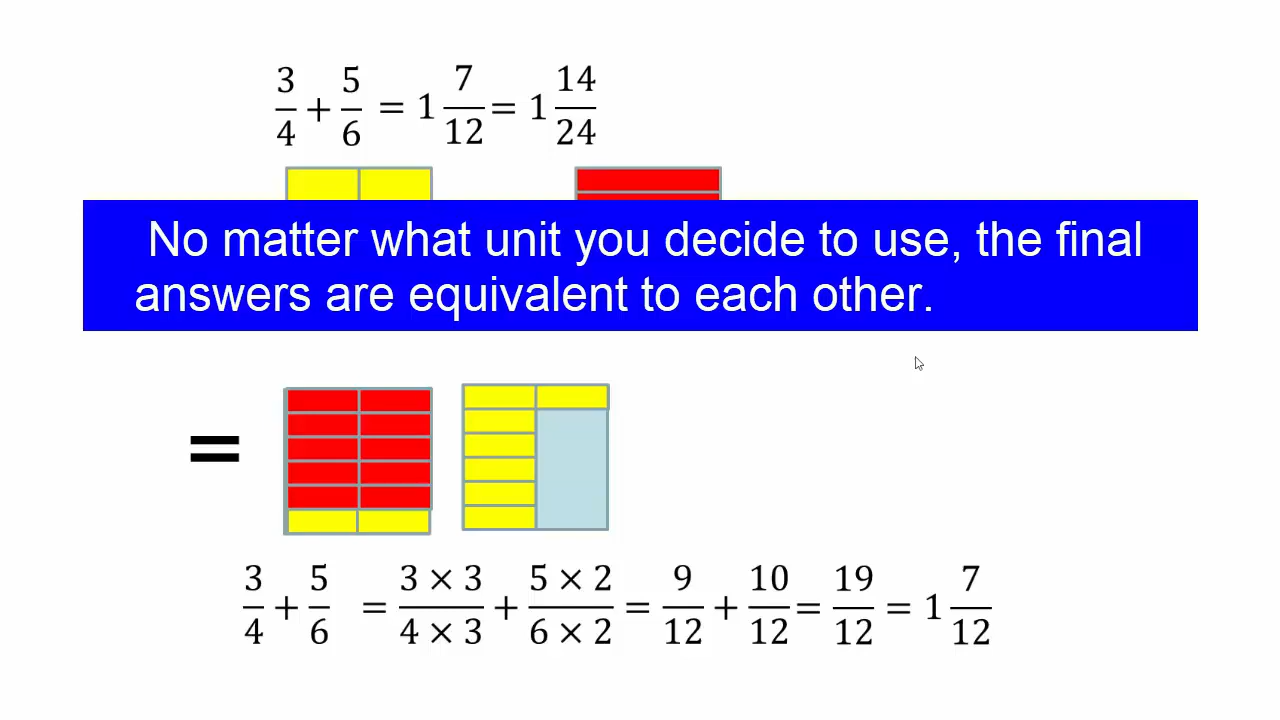 3/4 + 5/6 = 1 7/12 = 1 14/24
No matter what unit you decide to use, the final
answers are equivalent to each other.
=
3/4 + 5/6 = 3 × 3/4 × 3 + 5 × 2/6 × 2 = 9/12 + 10/12 = 19/12 = 1 7/12